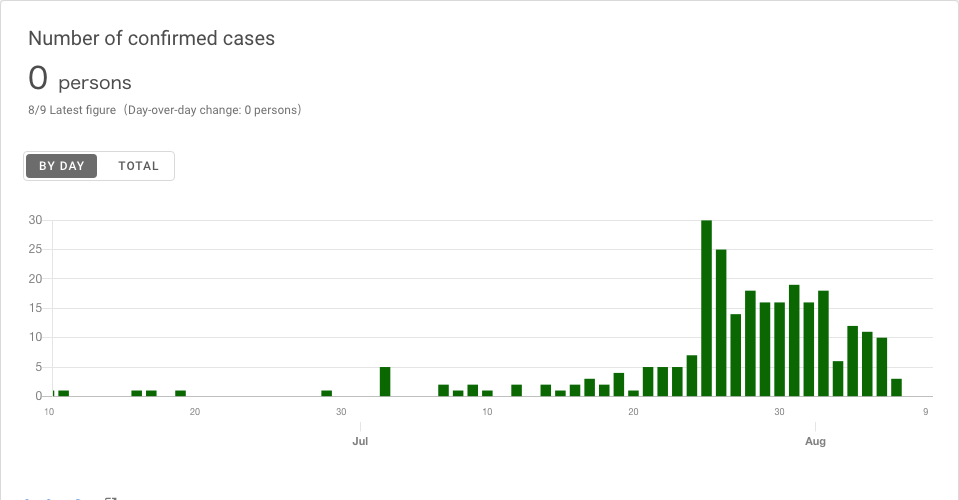 Number of confirmed cases
0 persons
8/9 Latest figure（Day-over-day change: 0 persons）
BY DAY TOTAL
30
25
20
15
10
5
0
10 20 30 10 20 30 9
Jul Aug